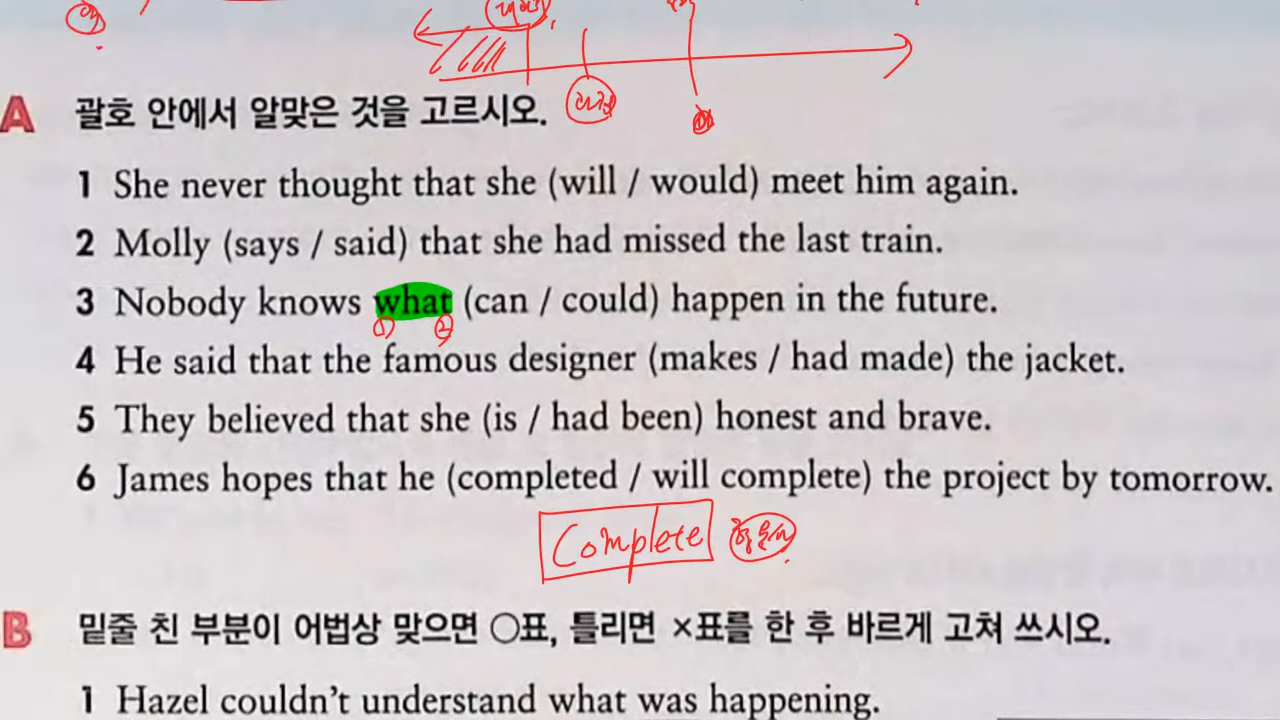 과거
A 괄호 안에서 알맞은 것을 고르시오.
1 She never thought that she (will / would) meet him again.
2 Molly (says / said) that she had missed the last train.
3 Nobody knows what (can / could) happen in the future.
① ②
4 He said that the famous designer (makes / had made) the jacket.
5 They believed that she (is / had been) honest and brave.
6 James hopes that he (completed / will complete) the project by tomorrow.
Complete
B 밑줄 친 부분이 어법상 맞으면 ○표, 틀리면 ×표를 한 후 바르게 고쳐 쓰시오.
1 Hazel couldn't understand what was happening.